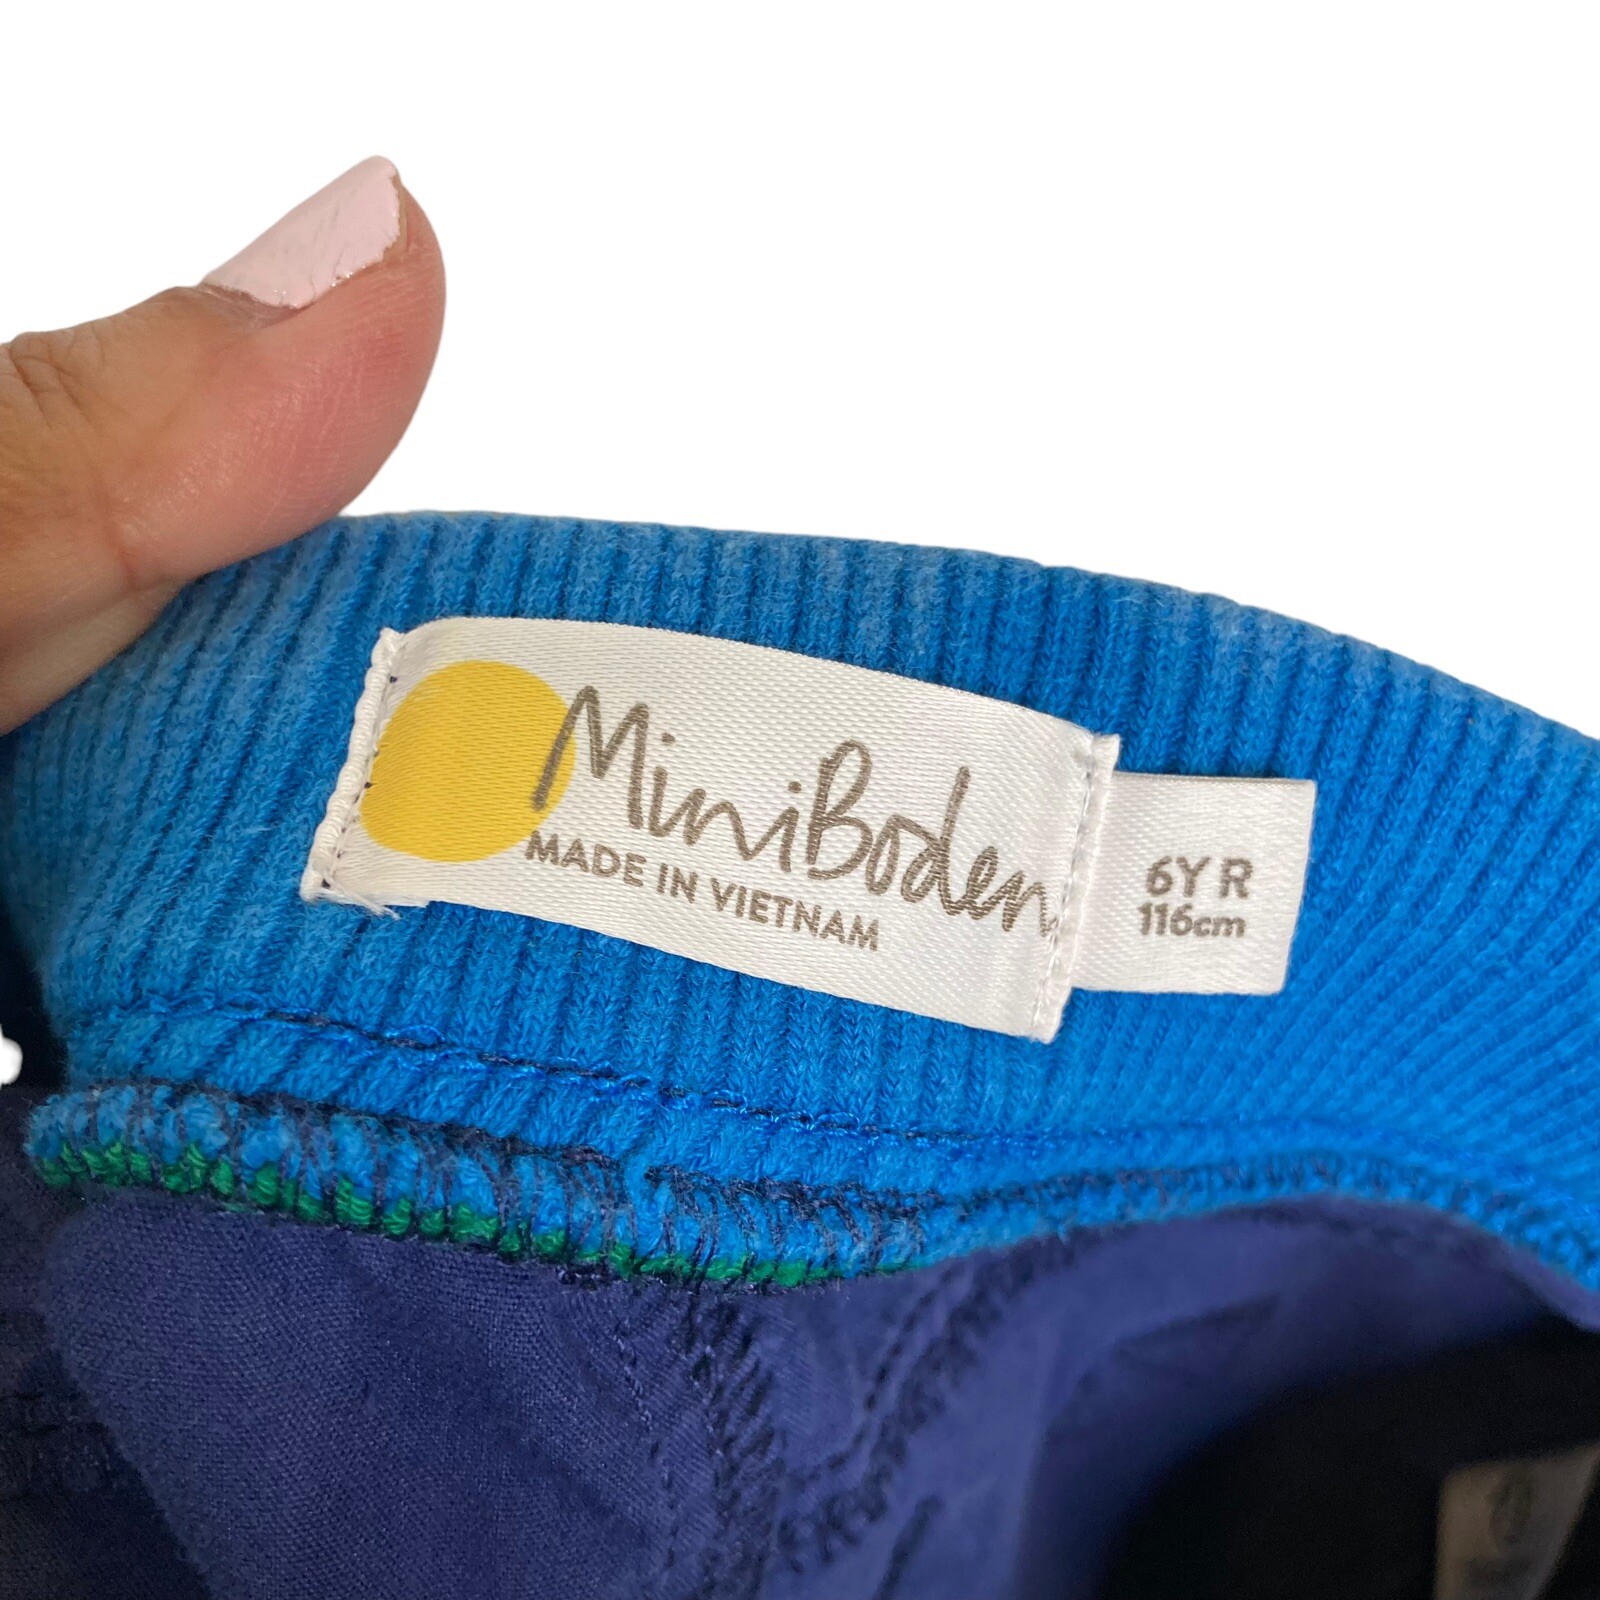 MiniBoden
MADE IN VIETNAM
6Y R
116cm